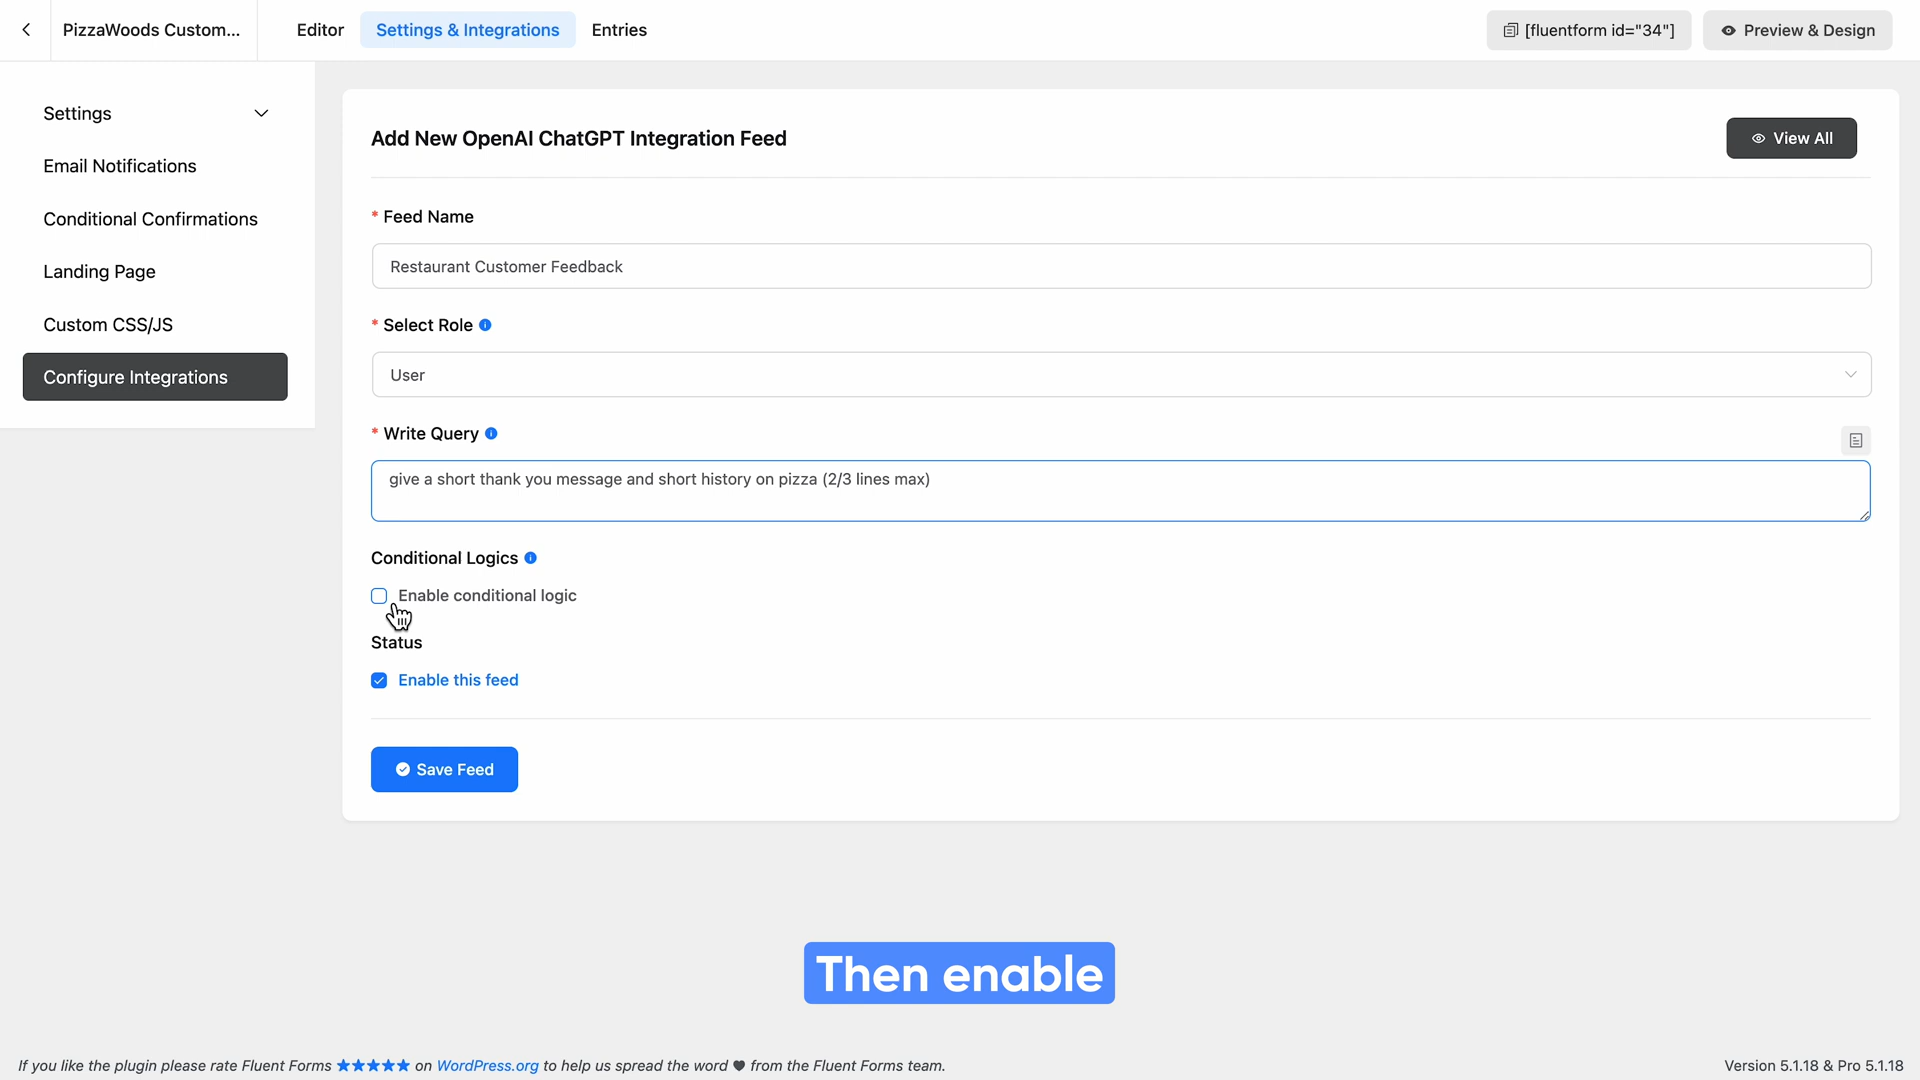 PizzaWoods Custom...
Editor
Settings & Integrations
Entries
[fluentform id="34"]
Preview & Design
Settings
Email Notifications
Conditional Confirmations
Landing Page
Custom CSS/JS
Configure Integrations
Add New OpenAI ChatGPT Integration Feed
View All
* Feed Name
Restaurant Customer Feedback
* Select Role
User
* Write Query
give a short thank you message and short history on pizza (2/3 lines max)
Conditional Logics
Enable conditional logic
Status
Enable this feed
Save Feed
Then enable
If you like the plugin please rate Fluent Forms ★★★★★ on WordPress.org to help us spread the word ♥ from the Fluent Forms team.
Version 5.1.18 & Pro 5.1.18